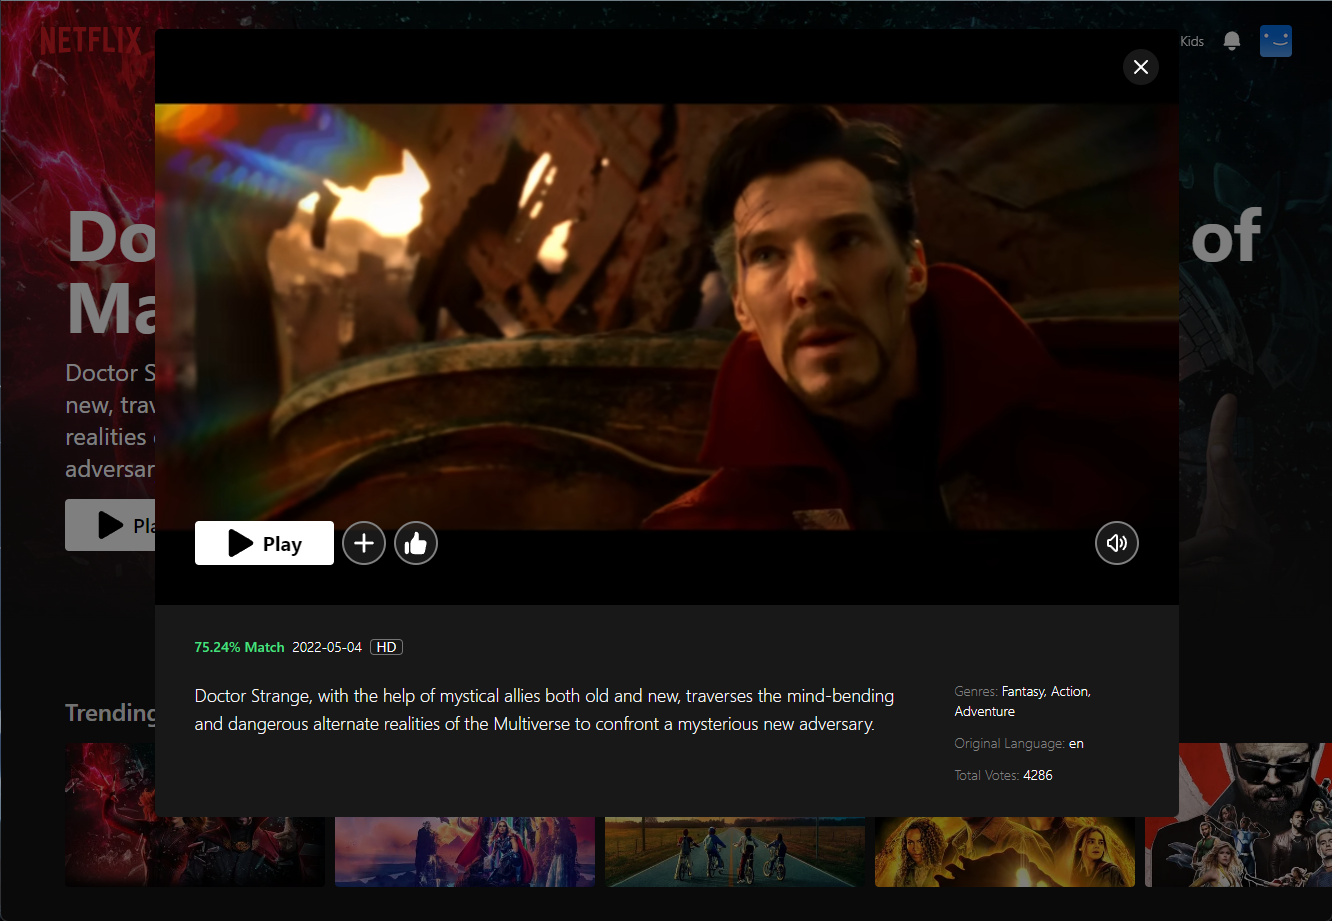 NETFLIX
Kids
Do
of
Ma
Doctor S
new, trav
realities
adversar
Pla
Play
75.24% Match 2022-05-04 HD
Doctor Strange, with the help of mystical allies both old and new, traverses the mind-bending
and dangerous alternate realities of the Multiverse to confront a mysterious new adversary.
Genres: Fantasy, Action,
Adventure
Original Language: en
Total Votes: 4286
Trending